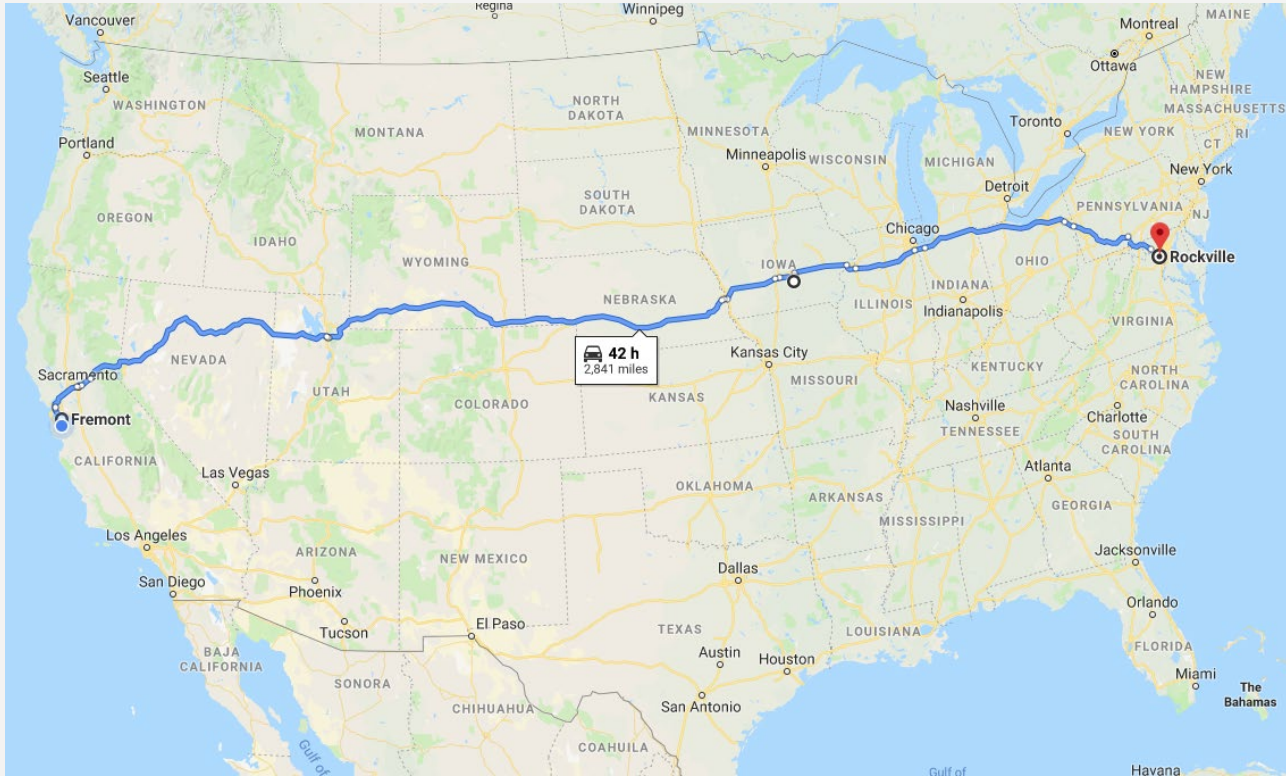 Regina
Winnipeg
Vancouver
Montreal
MAINE
Ottawa
Seattle
WASHINGTON
NORTH
DAKOTA
MONTANA
MINNESOTA
NEW
HAMPSHIRE
MASSACHUSETTS
Toronto
NEW YORK
CT
RI
Portland
Minneapolis
WISCONSIN
MICHIGAN
New York
Detroit
SOUTH
DAKOTA
OREGON
IDAHO
PENNSYLVANIA
NJ
Chicago
WYOMING
IOWA
OHIO
Rockville
NEBRASKA
ILLINOIS
INDIANA
Indianapolis
VIRGINIA
NEVADA
42 h
2,841 miles
Kansas City
Sacramento
UTAH
COLORADO
KANSAS
MISSOURI
KENTUCKY
NORTH
CAROLINA
Fremont
Nashville
TENNESSEE
Charlotte
SOUTH
CAROLINA
CALIFORNIA
Las Vegas
Atlanta
OKLAHOMA
ARKANSAS
GEORGIA
MISSISSIPPI
Los Angeles
ARIZONA
NEW MEXICO
Jacksonville
San Diego
Phoenix
Dallas
Orlando
Tucson
El Paso
TEXAS
LOUISIANA
FLORIDA
BAJA
CALIFORNIA
Austin
Houston
Miami
SONORA
San Antonio
The
Bahamas
CHIHUAHUA
COAHUILA
Gulf of
Gulf of
Havana